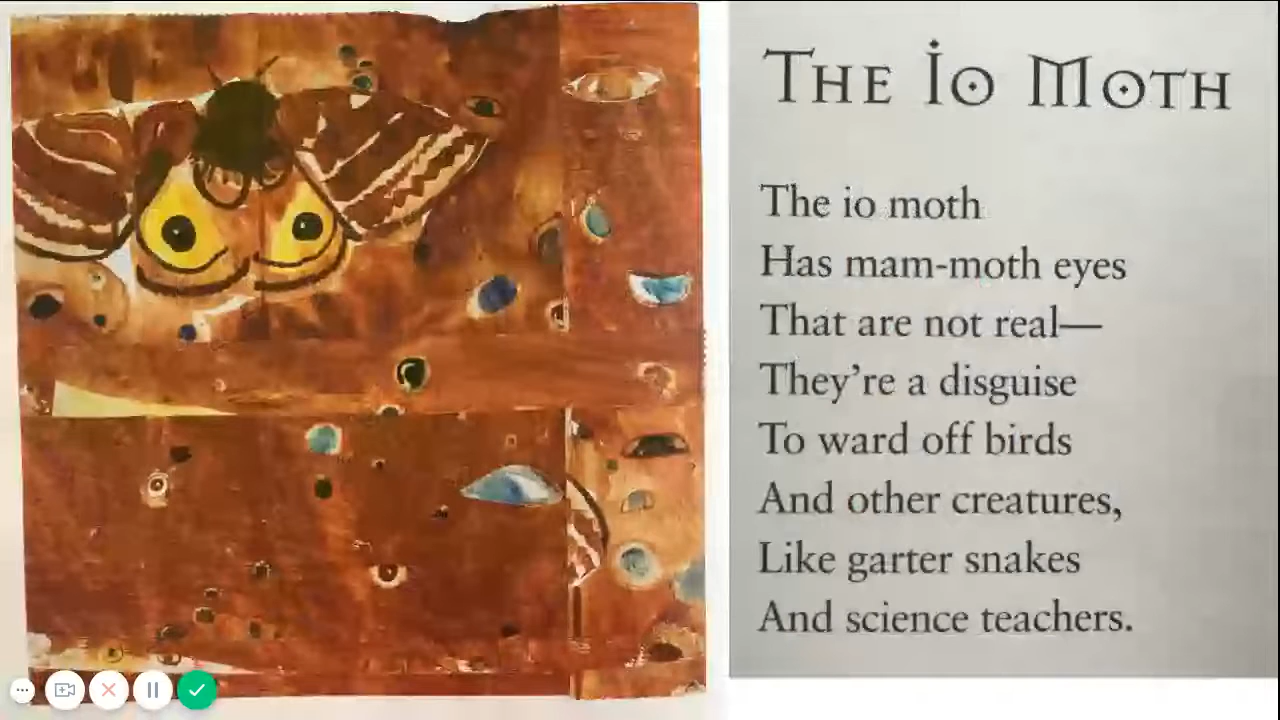 The Io Moth
The io moth
Has mam-moth eyes
That are not real—
They're a disguise
To ward off birds
And other creatures,
Like garter snakes
And science teachers.